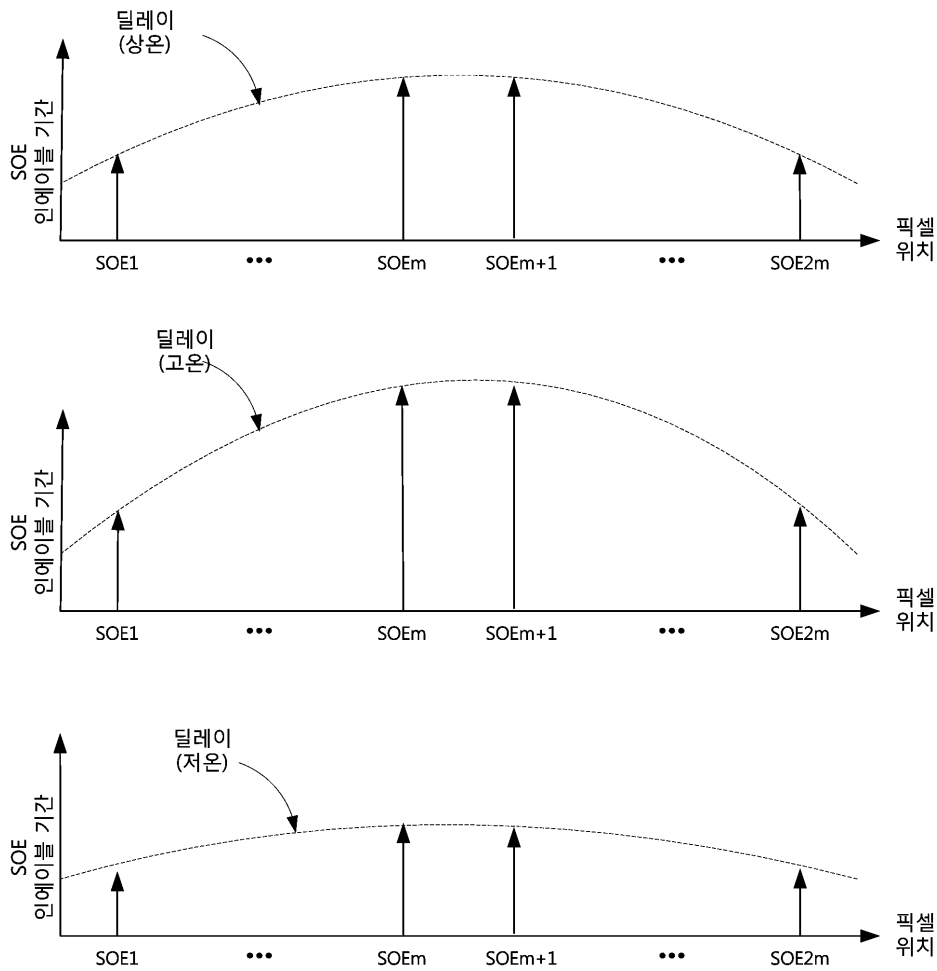 딜레이
(상온)
SOE
인에이블 기간
픽셀
위치
SOE1
•••
SOEm
SOEm+1
•••
SOE2m
딜레이
(고온)
SOE
인에이블 기간
픽셀
위치
SOE1
•••
SOEm
SOEm+1
•••
SOE2m
딜레이
(저온)
SOE
인에이블 기간
픽셀
위치
SOE1
•••
SOEm
SOEm+1
•••
SOE2m